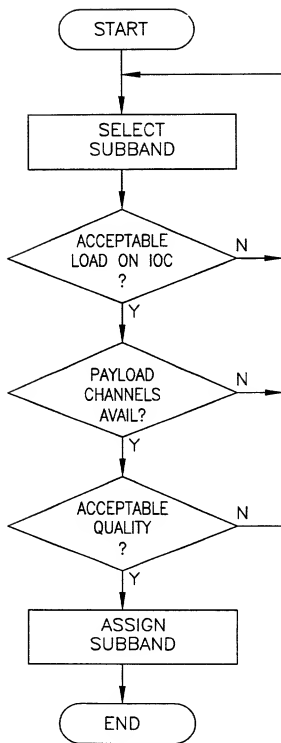 START
SELECT
SUBBAND
ACCEPTABLE
LOAD ON IOC
?
N
Y
PAYLOAD
CHANNELS
AVAIL?
N
Y
ACCEPTABLE
QUALITY
?
N
Y
ASSIGN
SUBBAND
END